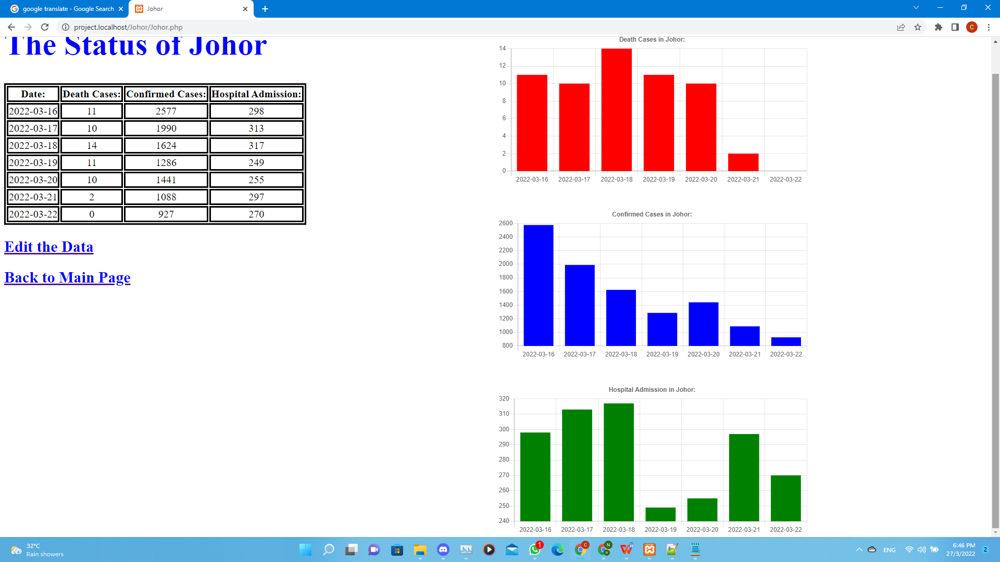 google translate - Google Search
Johor
project.localhost/Johor/Johor.php
C
The Status of Johor
Date: Death Cases: Confirmed Cases: Hospital Admission:
2022-03-16 11 2577 298
2022-03-17 10 1990 313
2022-03-18 14 1624 317
2022-03-19 11 1286 249
2022-03-20 10 1441 255
2022-03-21 2 1088 297
2022-03-22 0 927 270
Edit the Data
Back to Main Page
Death Cases in Johor:
14
12
10
8
6
4
2
0
2022-03-16 2022-03-17 2022-03-18 2022-03-19 2022-03-20 2022-03-21 2022-03-22
Confirmed Cases in Johor:
2600
2400
2200
2000
1800
1600
1400
1200
1000
800
2022-03-16 2022-03-17 2022-03-18 2022-03-19 2022-03-20 2022-03-21 2022-03-22
Hospital Admission in Johor:
320
310
300
290
280
270
260
250
240
2022-03-16 2022-03-17 2022-03-18 2022-03-19 2022-03-20 2022-03-21 2022-03-22
32°C
Rain showers
1
C
N
N
W
ENG
6:46 PM
27/3/2022
2